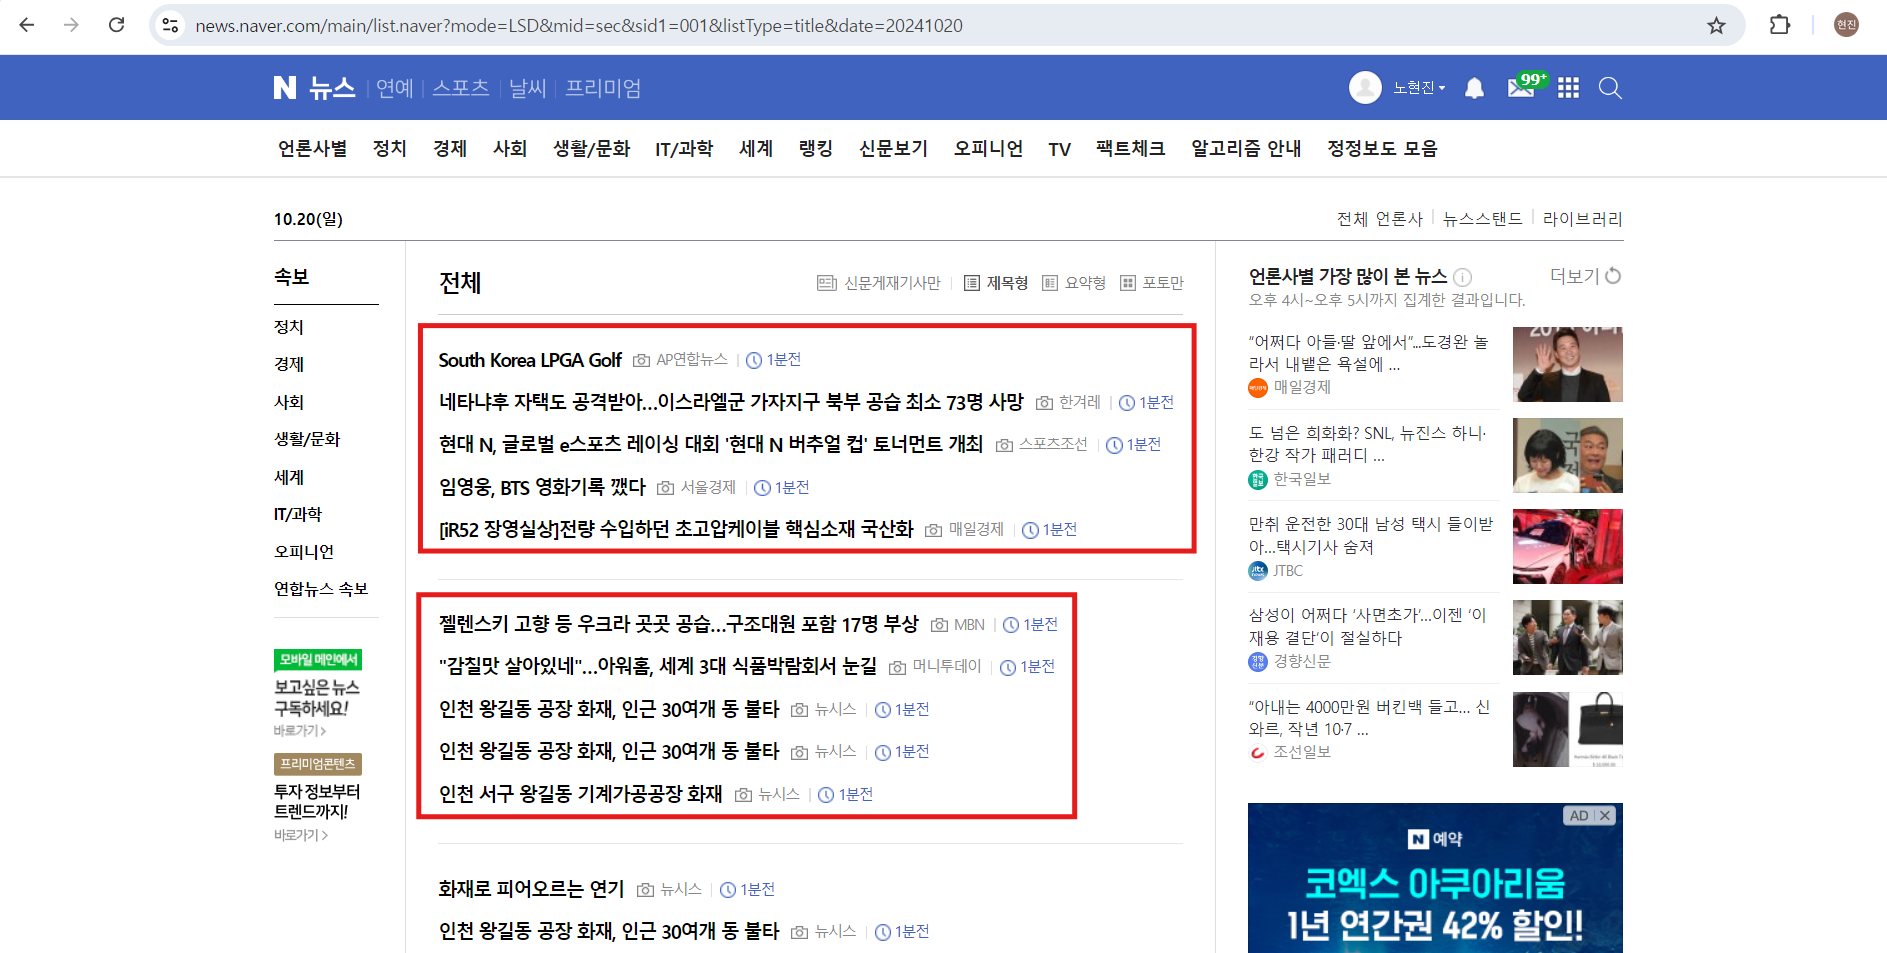 news.naver.com/main/list.naver?mode=LSD&mid=sec&sid1=001&listType=title&date=20241020
현진
N 뉴스 연예 스포츠 날씨 프리미엄
노현진
99+
언론사별 정치 경제 사회 생활/문화 IT/과학 세계 랭킹 신문보기 오피니언 TV 팩트체크 알고리즘 안내 정정보도 모음
10.20(일)
전체 언론사 뉴스스탠드 라이브러리
속보
정치
경제
사회
생활/문화
세계
IT/과학
오피니언
연합뉴스 속보
모바일 메인에서
보고싶은 뉴스
구독하세요!
바로가기 >
프리미엄콘텐츠
투자 정보부터
트렌드까지!
바로가기 >
전체
신문게재기사만 제목형 요약형 포토만
South Korea LPGA Golf AP연합뉴스 1분전
네타냐후 자택도 공격받아…이스라엘군 가자지구 북부 공습 최소 73명 사망 한겨레 1분전
현대 N, 글로벌 e스포츠 레이싱 대회 '현대 N 버추얼 컵' 토너먼트 개최 스포츠조선 1분전
임영웅, BTS 영화기록 깼다 서울경제 1분전
[iR52 장영실상]전량 수입하던 초고압케이블 핵심소재 국산화 매일경제 1분전
젤렌스키 고향 등 우크라 곳곳 공습…구조대원 포함 17명 부상 MBN 1분전
"감칠맛 살아있네"…아워홈, 세계 3대 식품박람회서 눈길 머니투데이 1분전
인천 왕길동 공장 화재, 인근 30여개 동 불타 뉴시스 1분전
인천 왕길동 공장 화재, 인근 30여개 동 불타 뉴시스 1분전
인천 서구 왕길동 기계가공공장 화재 뉴시스 1분전
화재로 피어오르는 연기 뉴시스 1분전
인천 왕길동 공장 화재, 인근 30여개 동 불타 뉴시스 1분전
언론사별 가장 많이 본 뉴스 i 더보기
오후 4시~오후 5시까지 집계한 결과입니다.
“어쩌다 아들·딸 앞에서”...도경완 놀
라서 내뱉은 욕설에 ...
매일경제
도 넘은 희화화? SNL, 뉴진스 하니·
한강 작가 패러디 ...
한국일보
만취 운전한 30대 남성 택시 들이받
아…택시기사 숨져
JTBC
삼성이 어쩌다 ‘사면초가’…이젠 ‘이
재용 결단’이 절실하다
경향신문
“아내는 4000만원 버킨백 들고… 신
와르, 작년 10·7 ...
조선일보
AD X
N 예약
코엑스 아쿠아리움
1년 연간권 42% 할인!